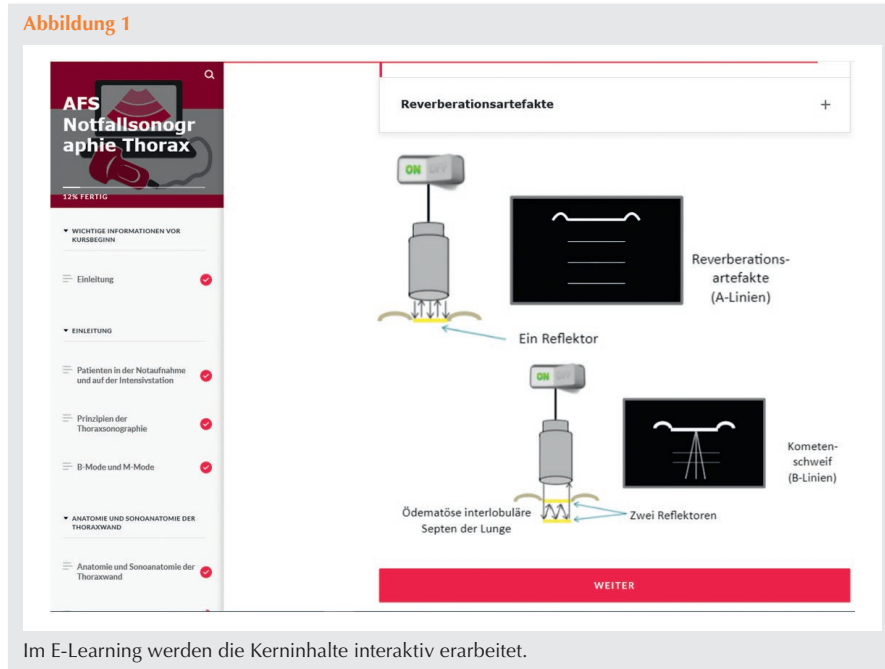 Abbildung 1
AFS
Notfallsonogr
aphie Thorax
12% FERTIG
WICHTIGE INFORMATIONEN VOR
KURSBEGINN
Einleitung
EINLEITUNG
Patienten in der Notaufnahme
und auf der Intensivstation
Prinzipien der
Thoraxsonographie
B-Mode und M-Mode
ANATOMIE UND SONOANATOMIE DER
THORAXWAND
Anatomie und Sonoanatomie der
Thoraxwand
Reverberationsartefakte
+
ON OFF
Reverberations-
artefakte
(A-Linien)
Ein Reflektor
ON OFF
Kometen-
schweif
(B-Linien)
Ödematöse interlobuläre
Septen der Lunge
Zwei Reflektoren
WEITER
Im E-Learning werden die Kerninhalte interaktiv erarbeitet.